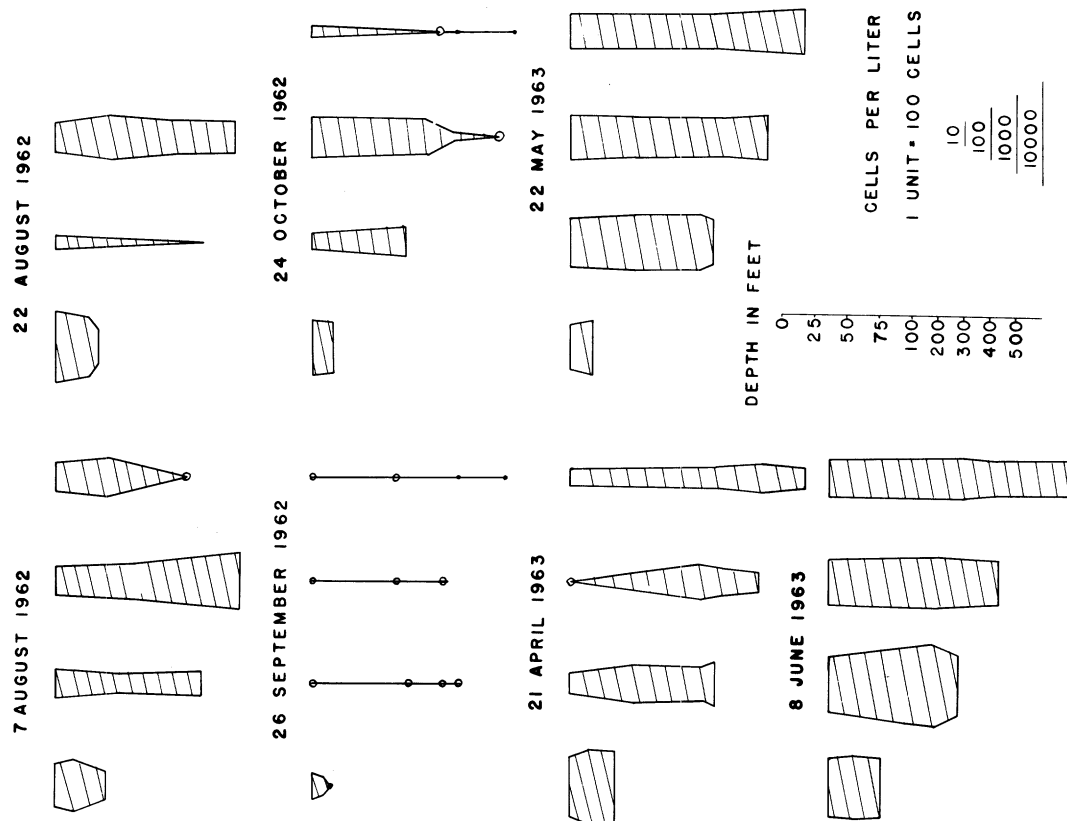 7 AUGUST 1962
22 AUGUST 1962
26 SEPTEMBER 1962
24 OCTOBER 1962
21 APRIL 1963
22 MAY 1963
8 JUNE 1963
DEPTH IN FEET
0
25
50
75
100
200
300
400
500
CELLS PER LITER
1 UNIT = 100 CELLS
10
100
1000
10000